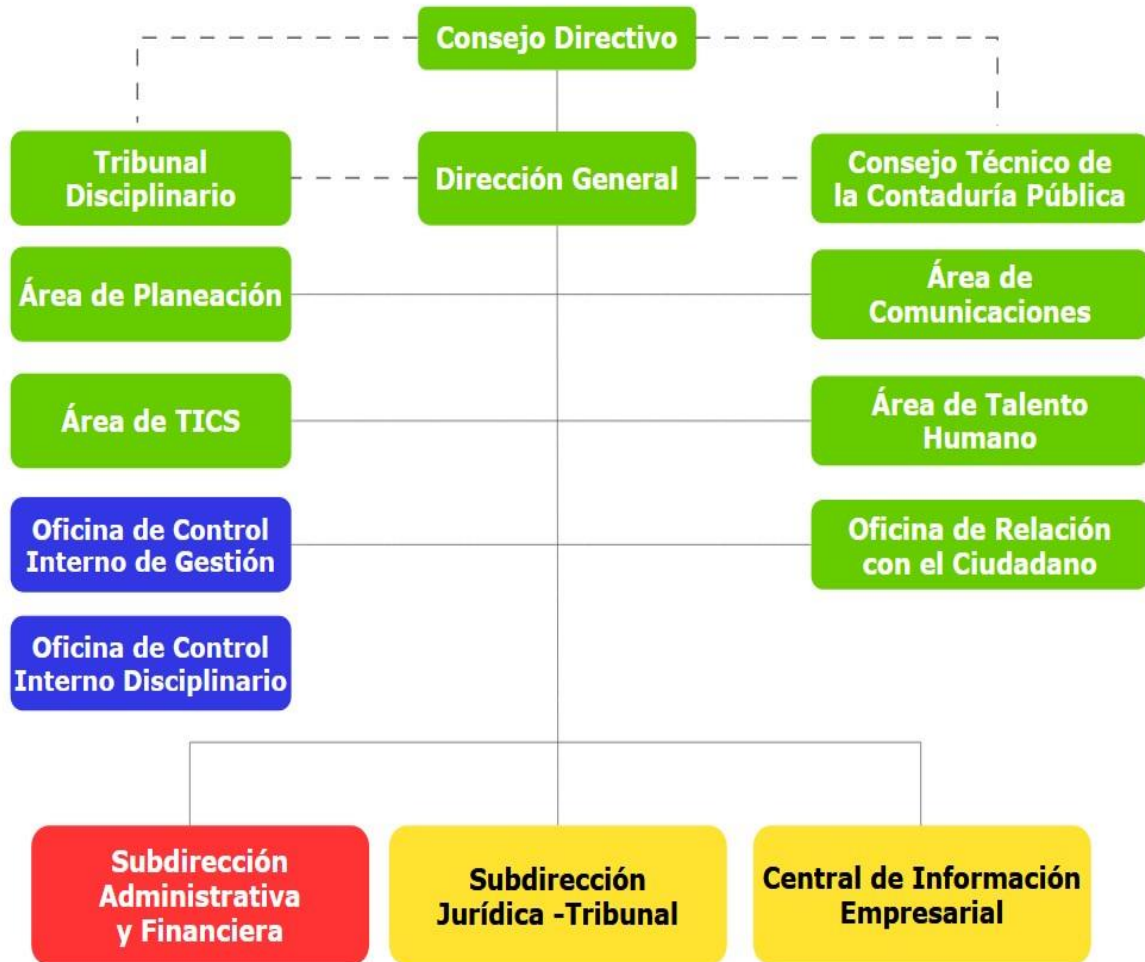 Consejo Directivo
Tribunal
Disciplinario
Dirección General
Consejo Técnico de
la Contaduría Pública
Área de Planeación
Área de
Comunicaciones
Área de TICS
Área de Talento
Humano
Oficina de Control
Interno de Gestión
Oficina de Relación
con el Ciudadano
Oficina de Control
Interno Disciplinario
Subdirección
Administrativa
y Financiera
Subdirección
Jurídica -Tribunal
Central de Información
Empresarial